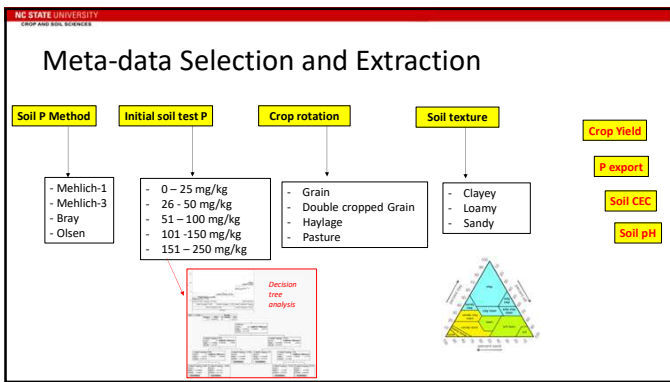 NC STATE UNIVERSITY
CROP AND SOIL SCIENCES
Meta-data Selection and Extraction
Soil P Method
Initial soil test P
Crop rotation
Soil texture
Crop Yield
P export
Soil CEC
Soil pH
- Mehlich-1
- Mehlich-3
- Bray
- Olsen
- 0 – 25 mg/kg
- 26 - 50 mg/kg
- 51 – 100 mg/kg
- 101 -150 mg/kg
- 151 – 250 mg/kg
- Grain
- Double cropped Grain
- Haylage
- Pasture
- Clayey
- Loamy
- Sandy
Decision
tree
analysis